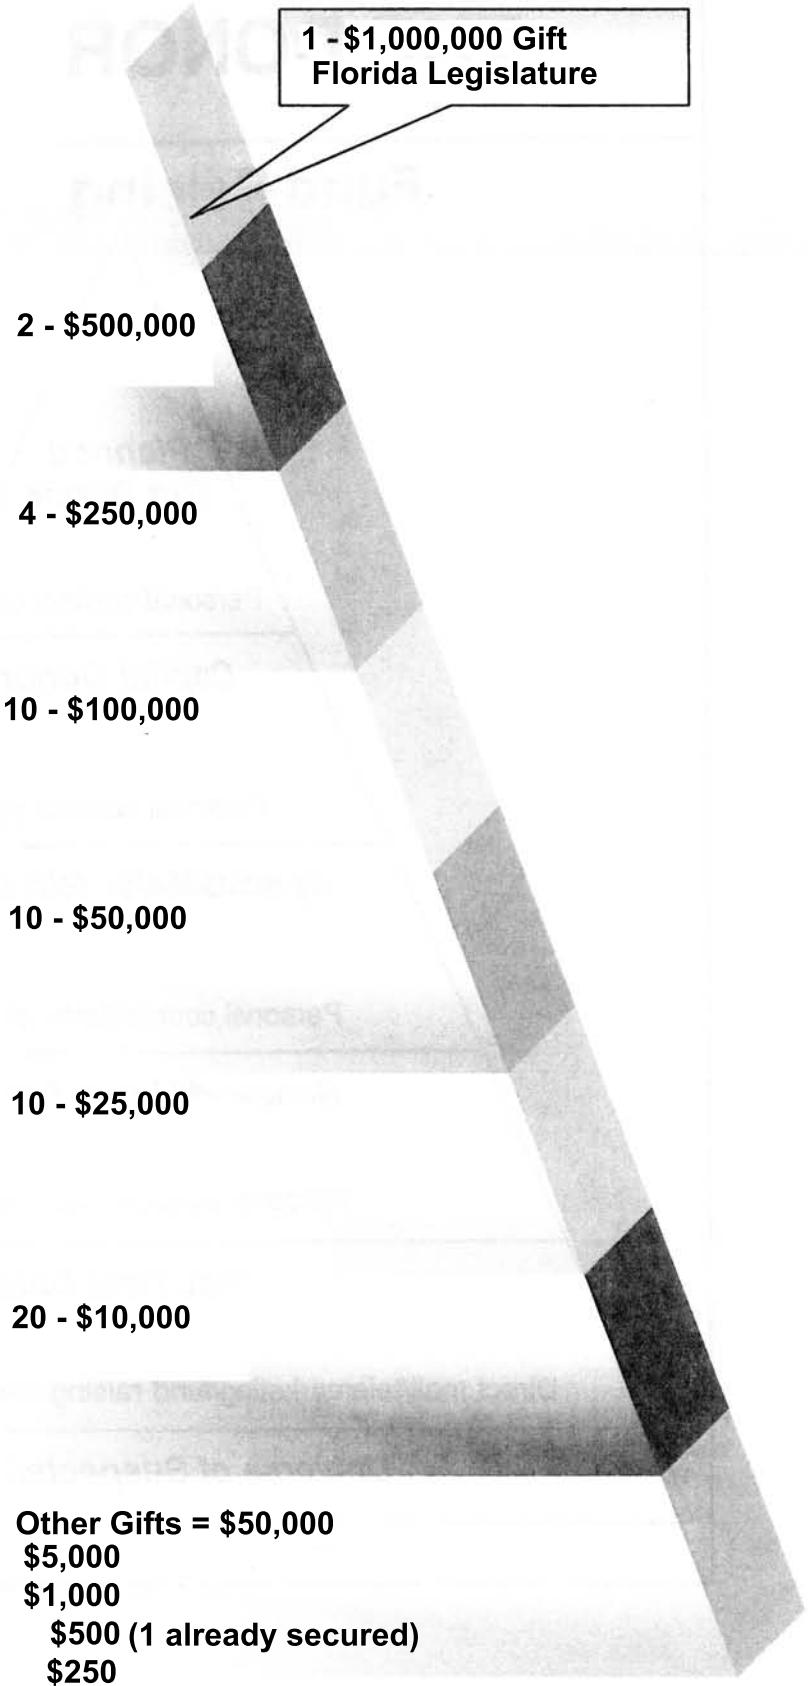 1 - $1,000,000 Gift
Florida Legislature
2 - $500,000
4 - $250,000
10 - $100,000
10 - $50,000
10 - $25,000
20 - $10,000
Other Gifts = $50,000
$5,000
$1,000
$500 (1 already secured)
$250